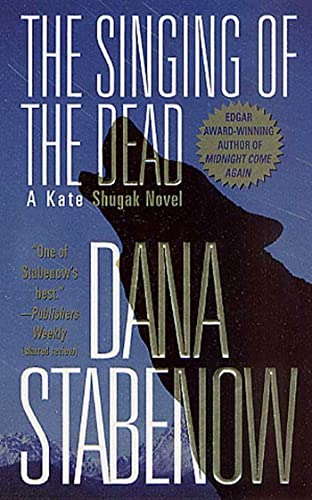 THE SINGING OF
THE DEAD
EDGAR
AWARD-WINNING
AUTHOR OF
MIDNIGHT COME
AGAIN
A Kate Shugak Novel
"One of
Stabenow's
best."
—Publishers
Weekly
(starred review)
DANA
STABENOW